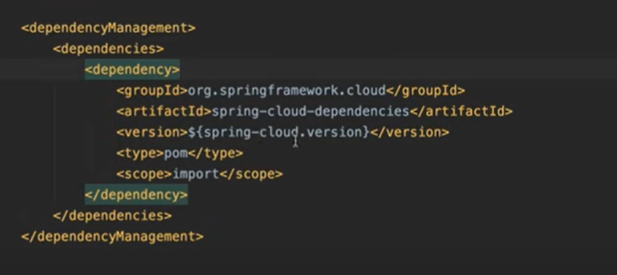 <dependencyManagement>
<dependencies>
<dependency>
<groupId>org.springframework.cloud</groupId>
<artifactId>spring-cloud-dependencies</artifactId>
<version>${spring-cloud.version}</version>
<type>pom</type>
<scope>import</scope>
</dependency>
</dependencies>
</dependencyManagement>